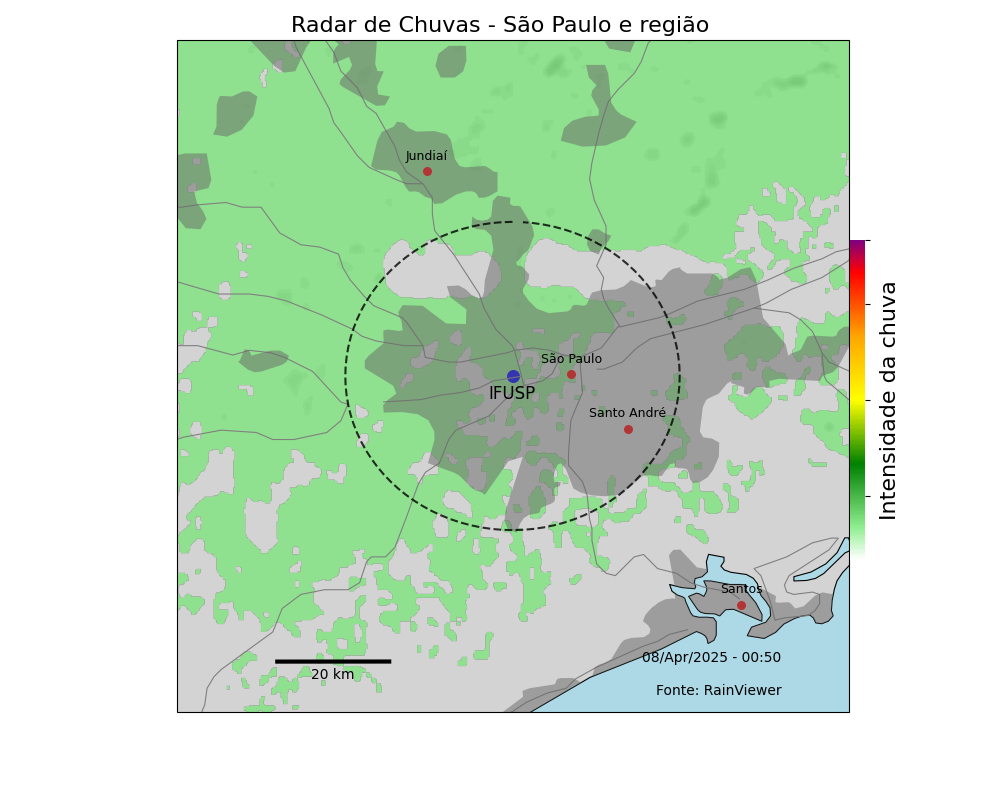 Radar de Chuvas - São Paulo e região
Jundiaí
São Paulo
IFUSP
Santo André
Intensidade da chuva
Santos
08/Apr/2025 - 00:50
20 km
Fonte: RainViewer